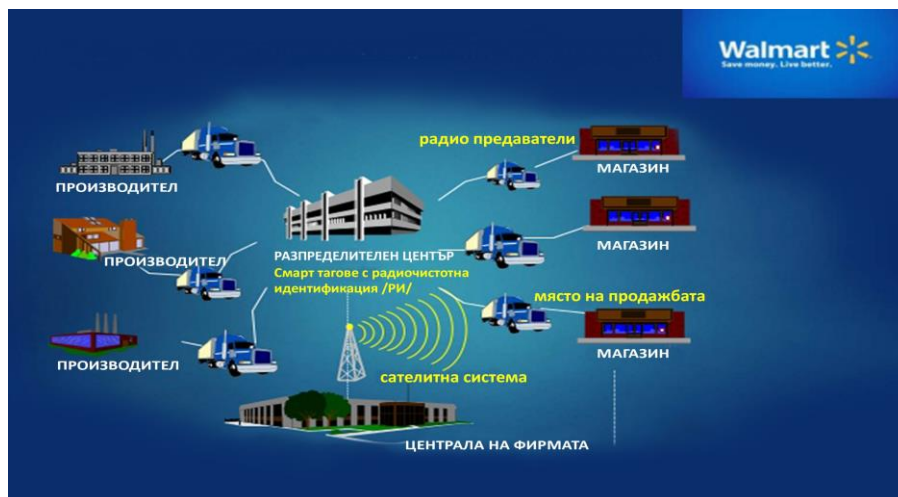 Walmart
Save money. Live better.
радио предаватели
МАГАЗИН
ПРОИЗВОДИТЕЛ
МАГАЗИН
РАЗПРЕДЕЛИТЕЛЕН ЦЕНТЪР
ПРОИЗВОДИТЕЛ
Смарт тагове с радиочистотна
идентификация /РИ/
място на продажбата
МАГАЗИН
ПРОИЗВОДИТЕЛ
сателитна система
ЦЕНТРАЛА НА ФИРМАТА